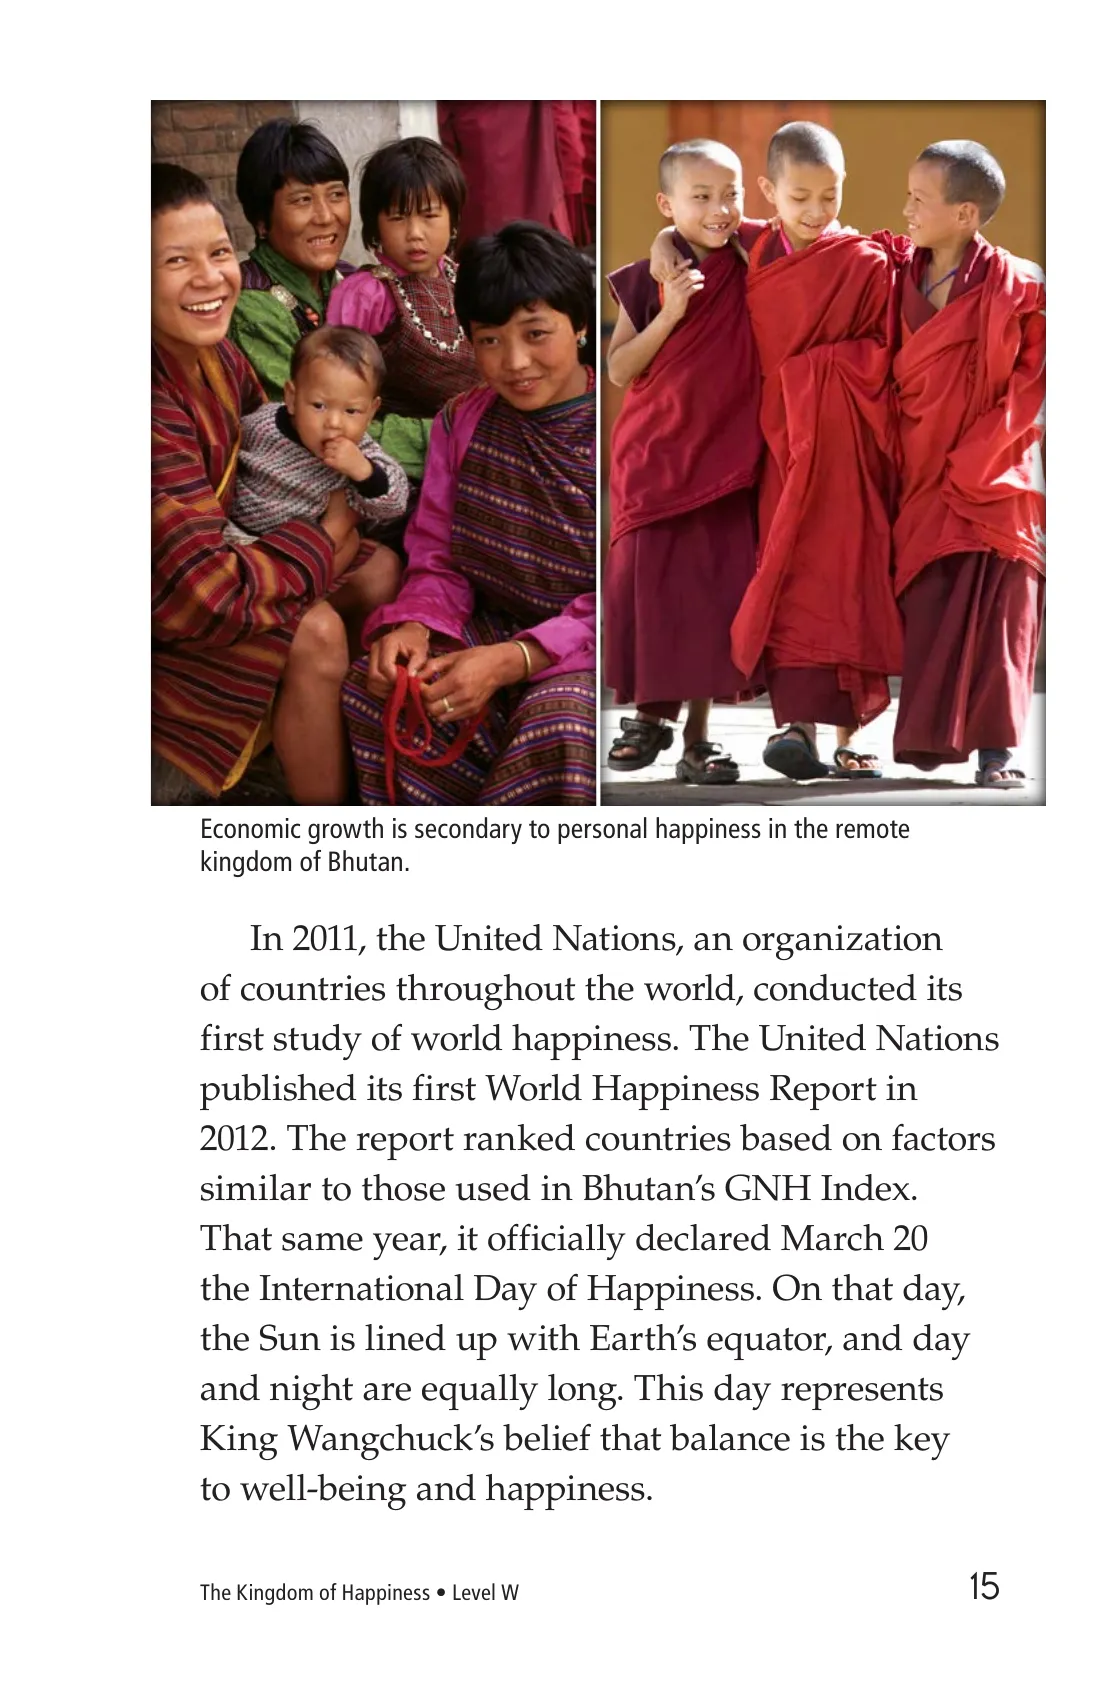 Economic growth is secondary to personal happiness in the remote
kingdom of Bhutan.
In 2011, the United Nations, an organization
of countries throughout the world, conducted its
first study of world happiness. The United Nations
published its first World Happiness Report in
2012. The report ranked countries based on factors
similar to those used in Bhutan’s GNH Index.
That same year, it officially declared March 20
the International Day of Happiness. On that day,
the Sun is lined up with Earth’s equator, and day
and night are equally long. This day represents
King Wangchuck’s belief that balance is the key
to well-being and happiness.
The Kingdom of Happiness • Level W
15